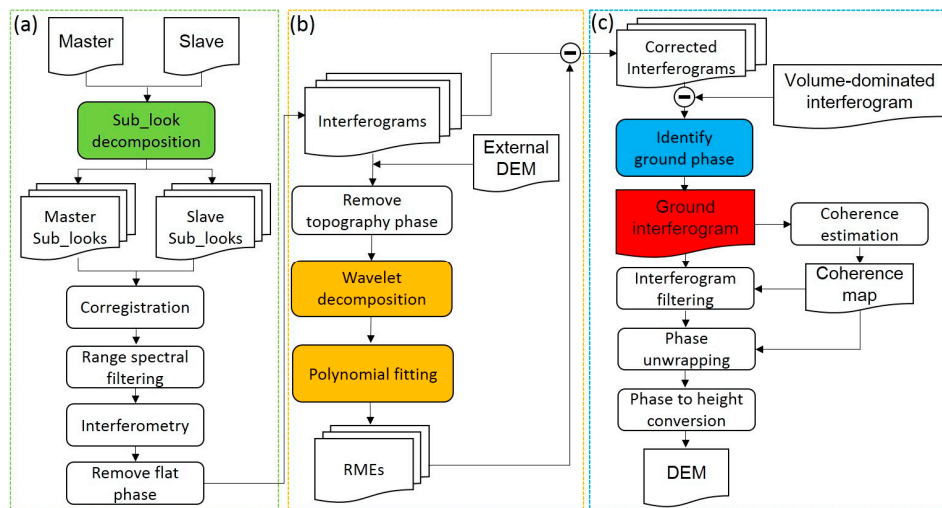 (a)
Master
Slave
Sub_look
decomposition
Master
Sub_looks
Slave
Sub_looks
Corregistration
Range spectral
filtering
Interferometry
Remove flat
phase
(b)
Interferograms
External
DEM
Remove
topography phase
Wavelet
decomposition
Polynomial fitting
RMEs
(c)
Corrected
Interferograms
Volume-dominated
interferogram
Identify
ground phase
Ground
interferogram
Coherence
estimation
Interferogram
filtering
Coherence
map
Phase
unwrapping
Phase to height
conversion
DEM